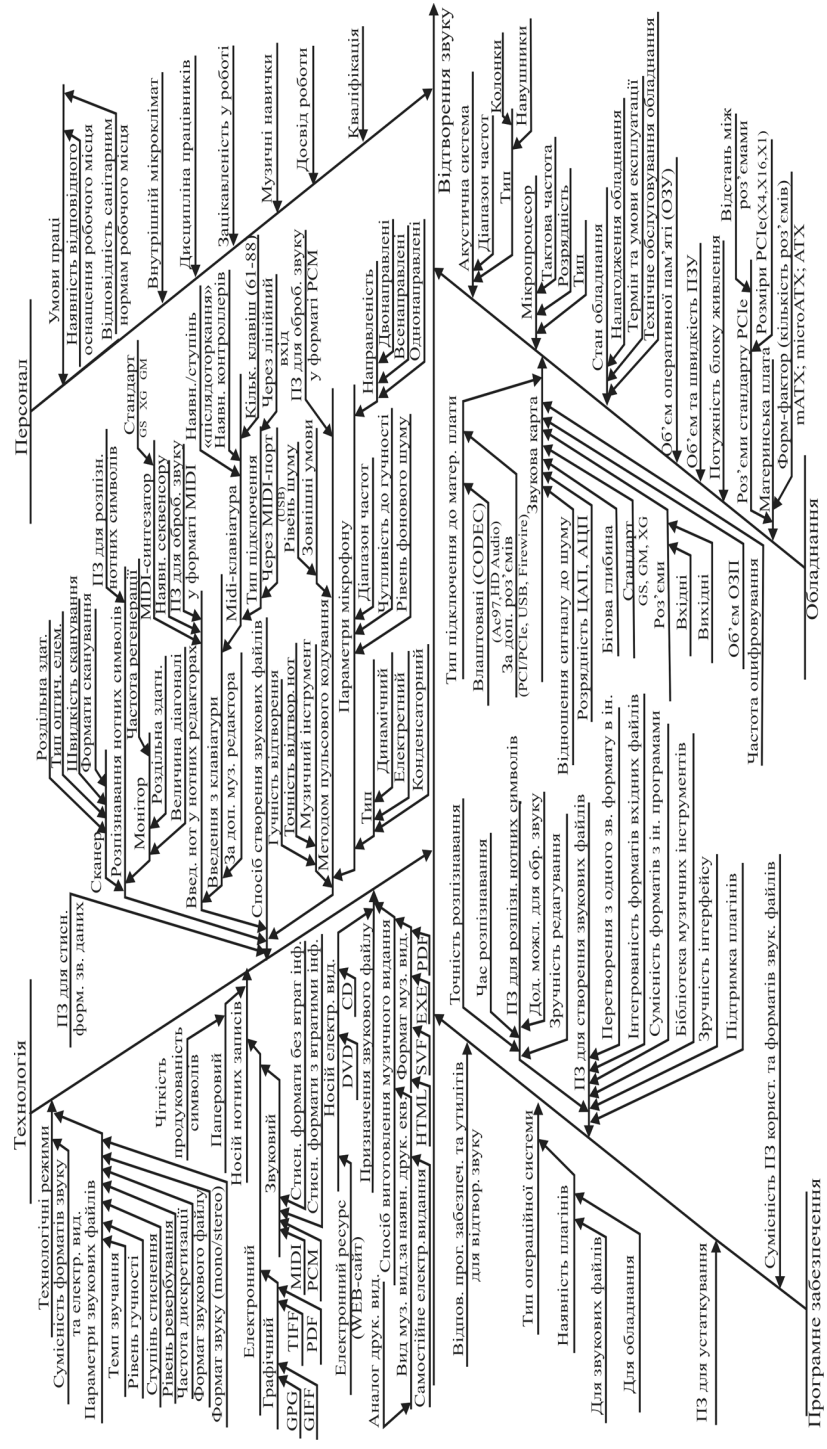 Технологія
Технологічні режими
Сумісність форматів звуку
та електр. вид.
Параметри звукових файлів
Темп звучання
Рівень гучності
Ступінь стиснення
Рівень ревербування
Частота дискретизації
Формат звукового файлу
Формат звуку (mono/stereo)
ПЗ для стисн.
форм. зв. даних
Чіткість
продукованість
символів
Паперовий
Носій нотних записів
Електронний
Графічний
GPG
GIFF
TIFF
PDF
Звуковий
MIDI
PCM
Стисн. формати без втрат інф.
Стисн. формати з втратими інф.
Носій електр. вид.
Електронний ресурс
(WEB-сайт)
DVD
CD
Призначення звукового файлу
Аналог друк. вид.
Спосіб виготовлення музичного видання
Вид муз. вид.за наявн. друк. екв.
Формат муз. вид.
Самостійне електр.видання
HTML
SVF
EXE
PDF
Роздільна здат.
Тип оптич. елем.
Швидкість сканування
Формати сканування
Сканер
ПЗ для розпізн.
нотних символів
Розпізнавання нотних символів
Монітор
Частота регенерації
Роздільна здатн.
Величина діагоналі
Стандарт
GS XG GM
MIDI-синтезатор
Наявн. секвенсору
ПЗ для оброб. звуку
у форматі MIDI
Введ. нот у нотних редакторах
Введення з клавіатури
За доп. муз. редактора
Наявн./ступінь
«післядоторкання»
Наявн. контроллерів
Midi-клавіатура
Кільк. клавіш (61-88)
Тип підключення
Через лінійний
вхід
Через MIDI-порт
(USB)
Спосіб створення звукових файлів
Гучність відтворення
Точність відтвор.нот
Музичний інструмент
Рівень шуму
Зовнішні умови
ПЗ для оброб. звуку
у форматі PCM
Методом пульсового кодування
Параметри мікрофону
Діапазон частот
Чутливість до гучності
Рівень фонового шуму
Направленість
Двонаправлені
Всенаправлені
Однонаправлені
Тип
Динамічний
Електретний
Конденсаторний
Персонал
Умови праці
Наявність відповідного
оснащення робочого місця
Відповідність санітарним
нормам робочого місця
Внутрішній мікроклімат
Дисципліна працівників
Зацікавленість у роботі
Музичні навички
Досвід роботи
Кваліфікація
Відтворення звуку
Відпов. прог. забезпеч. та утилітів
для відтвор. звуку
Точність розпізнавання
Час розпізнавання
ПЗ для розпізн. нотних символів
Дод. можл. для обр. звуку
Зручність редагування
Тип операційної системи
Наявність плагінів
Для звукових файлів
Для обладнання
ПЗ для створення звукових файлів
Перетворення з одного зв. формату в ін.
Інтегрованість форматів вхідних файлів
Сумісність форматів з ін. програмами
Бібліотека музичних інструментів
Зручність інтерфейсу
Підтримка плагінів
ПЗ для устаткування
Сумісність ПЗ корист. та форматів звук. файлів
Програмне забезпечення
Акустична система
Діапазон частот
Тип
Колонки
Навушники
Мікропроцесор
Тактова частота
Розрядність
Тип
Тип підключення до матер. плати
Влаштовані (CODEC)
(Ac97,HD Audio)
За доп. роз’ємів
(PCI/PCIe, USB, Firewire)
Звукова карта
Відношення сигналу до шуму
Розрядність ЦАП, АЦП
Бітова глибина
Стандарт
GS, GM, XG
Роз’єми
Вхідні
Вихідні
Об’єм ОЗП
Частота оцифровування
Стан обладнання
Налагодження обладнання
Термін та умови експлуатації
Технічне обслуговування обладнання
Об’єм оперативної пам’яті (ОЗУ)
Об’єм та швидкість ПЗУ
Потужність блоку живлення
Роз’єми стандарту PCIe
Відстань між
роз’ємами
Розміри PCIe(X4.X16.X1)
Материнська плата
Форм-фактор (кількість роз’ємів)
mATX; microATX; ATX
Обладнання